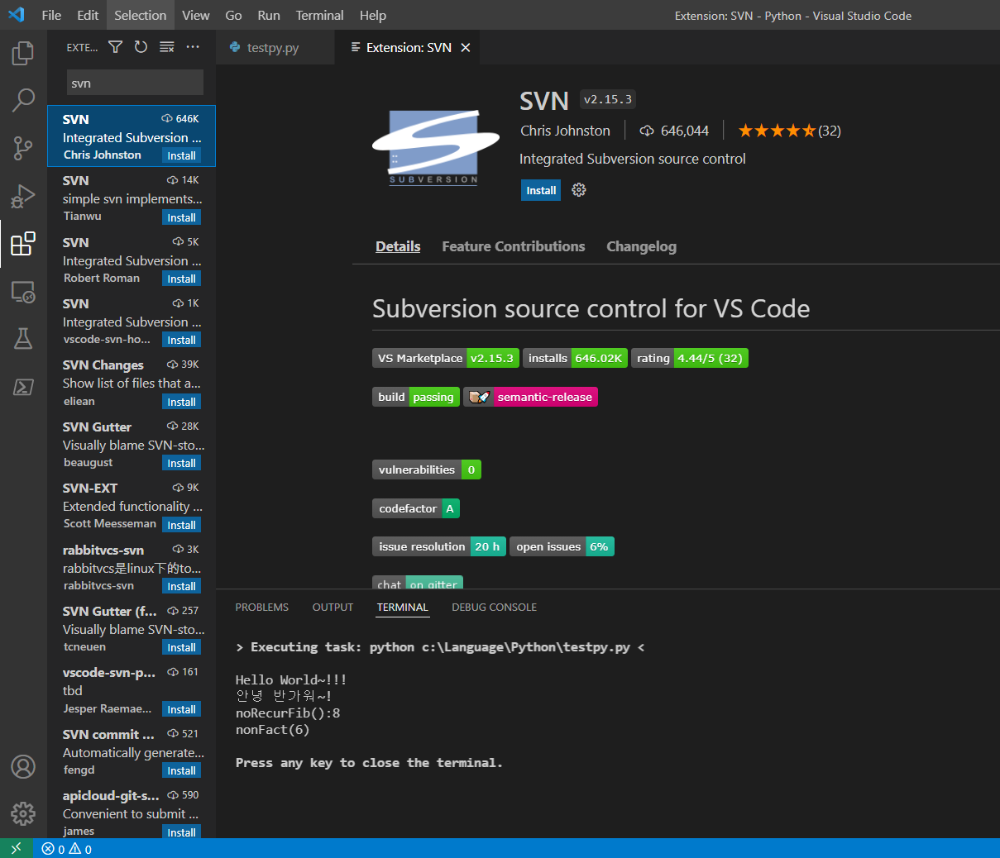 File Edit Selection View Go Run Terminal Help
Extension: SVN - Python - Visual Studio Code
EXTE...
svn
SVN 646K
Integrated Subversion ...
Chris Johnston Install
SVN 14K
simple svn implements...
Tianwu Install
SVN 5K
Integrated Subversion ...
Robert Roman Install
SVN 1K
Integrated Subversion ...
vscode-svn-ho... Install
SVN Changes 39K
Show list of files that a...
eliean Install
SVN Gutter 28K
Visually blame SVN-sto...
beaugust Install
SVN-EXT 9K
Extended functionality ...
Scott Meesseman Install
rabbitvcs-svn 3K
rabbitvcs是linux下的to...
rabbitvcs-svn Install
SVN Gutter (f... 257
Visually blame SVN-sto...
tcneuen Install
vscode-svn-p... 161
tbd
Jesper Raemae... Install
SVN commit ... 521
Automatically generate...
fengd Install
apicloud-git-s... 590
Convenient to submit ...
james Install
testpy.py Extension: SVN
SUBVERSION
SVN v2.15.3
Chris Johnston 646,044 (32)
Integrated Subversion source control
Install
Details Feature Contributions Changelog
Subversion source control for VS Code
VS Marketplace v2.15.3 installs 646.02K rating 4.44/5 (32)
build passing semantic-release
vulnerabilities 0
codefactor A
issue resolution 20 h open issues 6%
chat on gitter
PROBLEMS OUTPUT TERMINAL DEBUG CONSOLE
> Executing task: python c:\Language\Python\testpy.py <
Hello World~!!!
안녕 반가워~!
noRecurFib():8
nonFact(6)
Press any key to close the terminal.
0 0